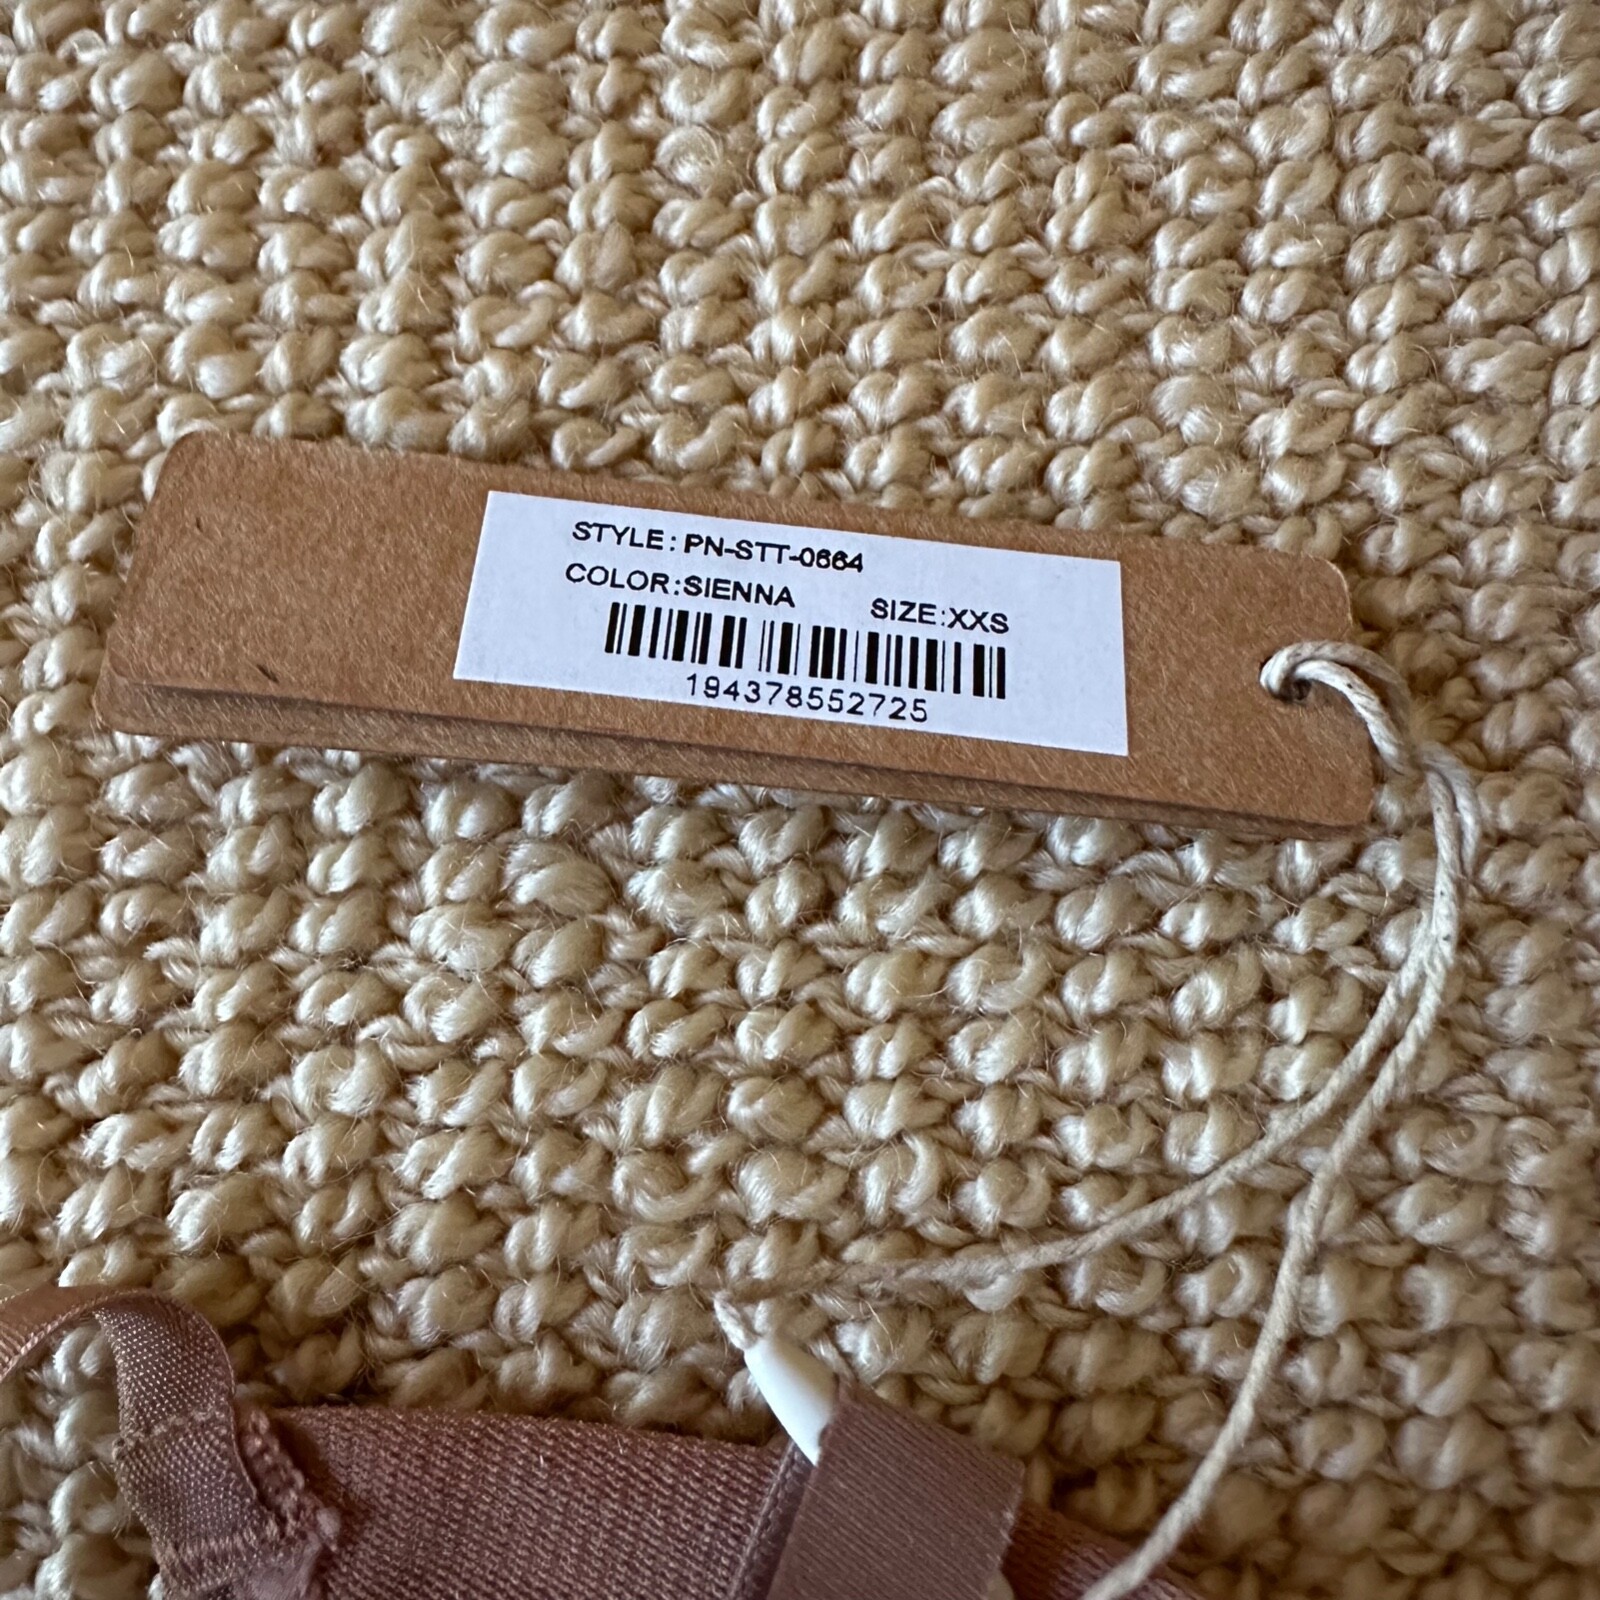 STYLE: PN-STT-0664
COLOR:SIENNA SIZE:XXS
194378552725